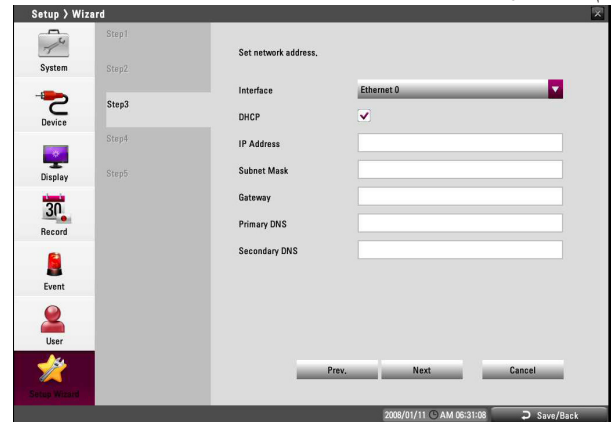 Setup > Wizard
System
Device
Display
30
Record
Event
User
Setup Wizard
Step1
Step2
Step3
Step4
Step5
Set network address.
Interface Ethernet 0
DHCP
IP Address
Subnet Mask
Gateway
Primary DNS
Secondary DNS
Prev. Next Cancel
2008/01/11 AM 06:31:08 Save/Back